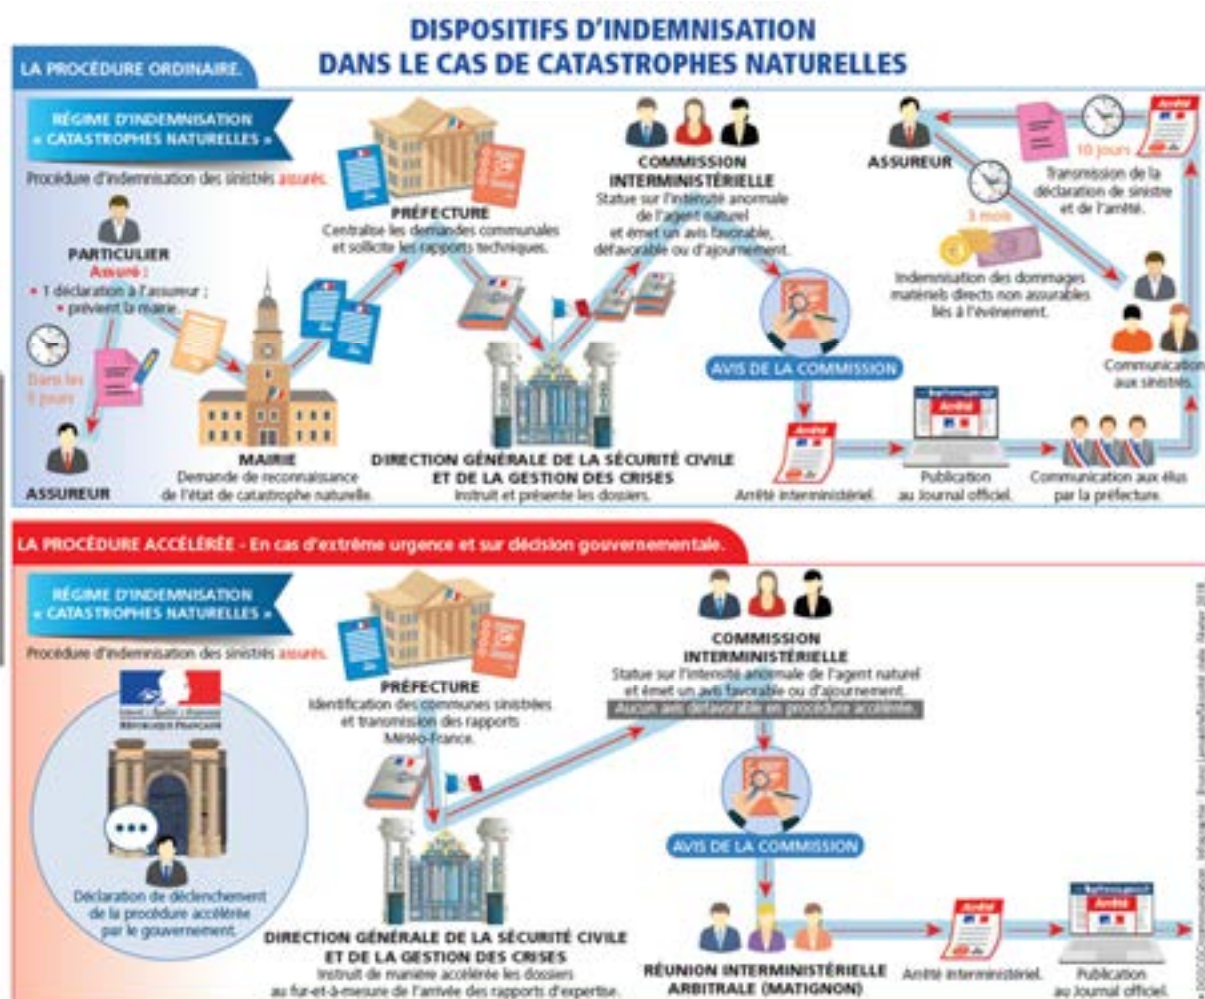 DISPOSITIFS D'INDEMNISATION
DANS LE CAS DE CATASTROPHES NATURELLES
LA PROCÉDURE ORDINAIRE.
RÉGIME D'INDEMNISATION
« CATASTROPHES NATURELLES »
Procédure d'indemnisation des sinistrés assurés.
PARTICULIER
Assuré :
• 1 déclaration à l'assureur ;
• prévient la mairie.
Dans les
5 jours
ASSUREUR
MAIRIE
Demande de reconnaissance
de l'état de catastrophe naturelle.
PRÉFECTURE
Centralise les demandes communales
et sollicite les rapports techniques.
DIRECTION GÉNÉRALE DE LA SÉCURITÉ CIVILE
ET DE LA GESTION DES CRISES
Instruit et présente les dossiers.
COMMISSION
INTERMINISTÉRIELLE
Statue sur l'intensité anormale
de l'agent naturel
et émet un avis favorable,
défavorable ou d'ajournement.
AVIS DE LA COMMISSION
Arrêté
Arrêté interministériel.
Arrêté
Publication
au Journal officiel.
Communication aux élus
par la préfecture.
Communication
aux sinistrés.
Arrêté
10 jours
Transmission de la
déclaration de sinistre
et de l'arrêté.
ASSUREUR
3 mois
Indemnisation des dommages
matériels directs non assurables
liés à l'événement.
LA PROCÉDURE ACCÉLÉRÉE - En cas d'extrême urgence et sur décision gouvernementale.
RÉGIME D'INDEMNISATION
« CATASTROPHES NATURELLES »
Procédure d'indemnisation des sinistrés assurés.
RÉPUBLIQUE FRANÇAISE
Déclaration de déclenchement
de la procédure accélérée
par le gouvernement.
PRÉFECTURE
Identification des communes sinistrées
et transmission des rapports
Météo-France.
DIRECTION GÉNÉRALE DE LA SÉCURITÉ CIVILE
ET DE LA GESTION DES CRISES
Instruit de manière accélérée les dossiers
au fur-et-à-mesure de l'arrivée des rapports d'expertise.
COMMISSION
INTERMINISTÉRIELLE
Statue sur l'intensité anormale de l'agent naturel
et émet un avis favorable ou d'ajournement.
Aucun avis défavorable en procédure accélérée.
AVIS DE LA COMMISSION
RÉUNION INTERMINISTÉRIELLE
ARBITRALE (MATIGNON)
Arrêté
Arrêté interministériel.
Arrêté
Publication
au Journal officiel.